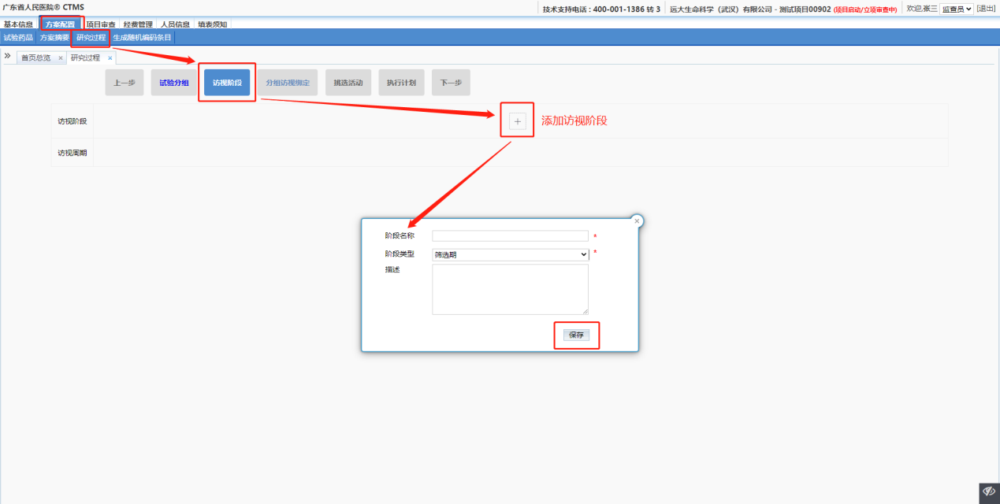 广东省人民医院® CTMS
技术支持电话：400-001-1386 转 3 远大生命科学（武汉）有限公司 - 测试项目00902 (项目启动/立项审查中) 欢迎,张三 监查员 [退出]
基本信息 方案配置 项目审查 经费管理 人员信息 填表须知
试验药品 方案摘要 研究过程 生成随机编码条目
» 首页总览 × 研究过程 ×
上一步 试验分组 访视阶段 分组访视绑定 挑选活动 执行计划 下一步
访视阶段 + 添加访视阶段
访视周期
×
阶段名称 *
阶段类型 筛选期 *
描述
保存